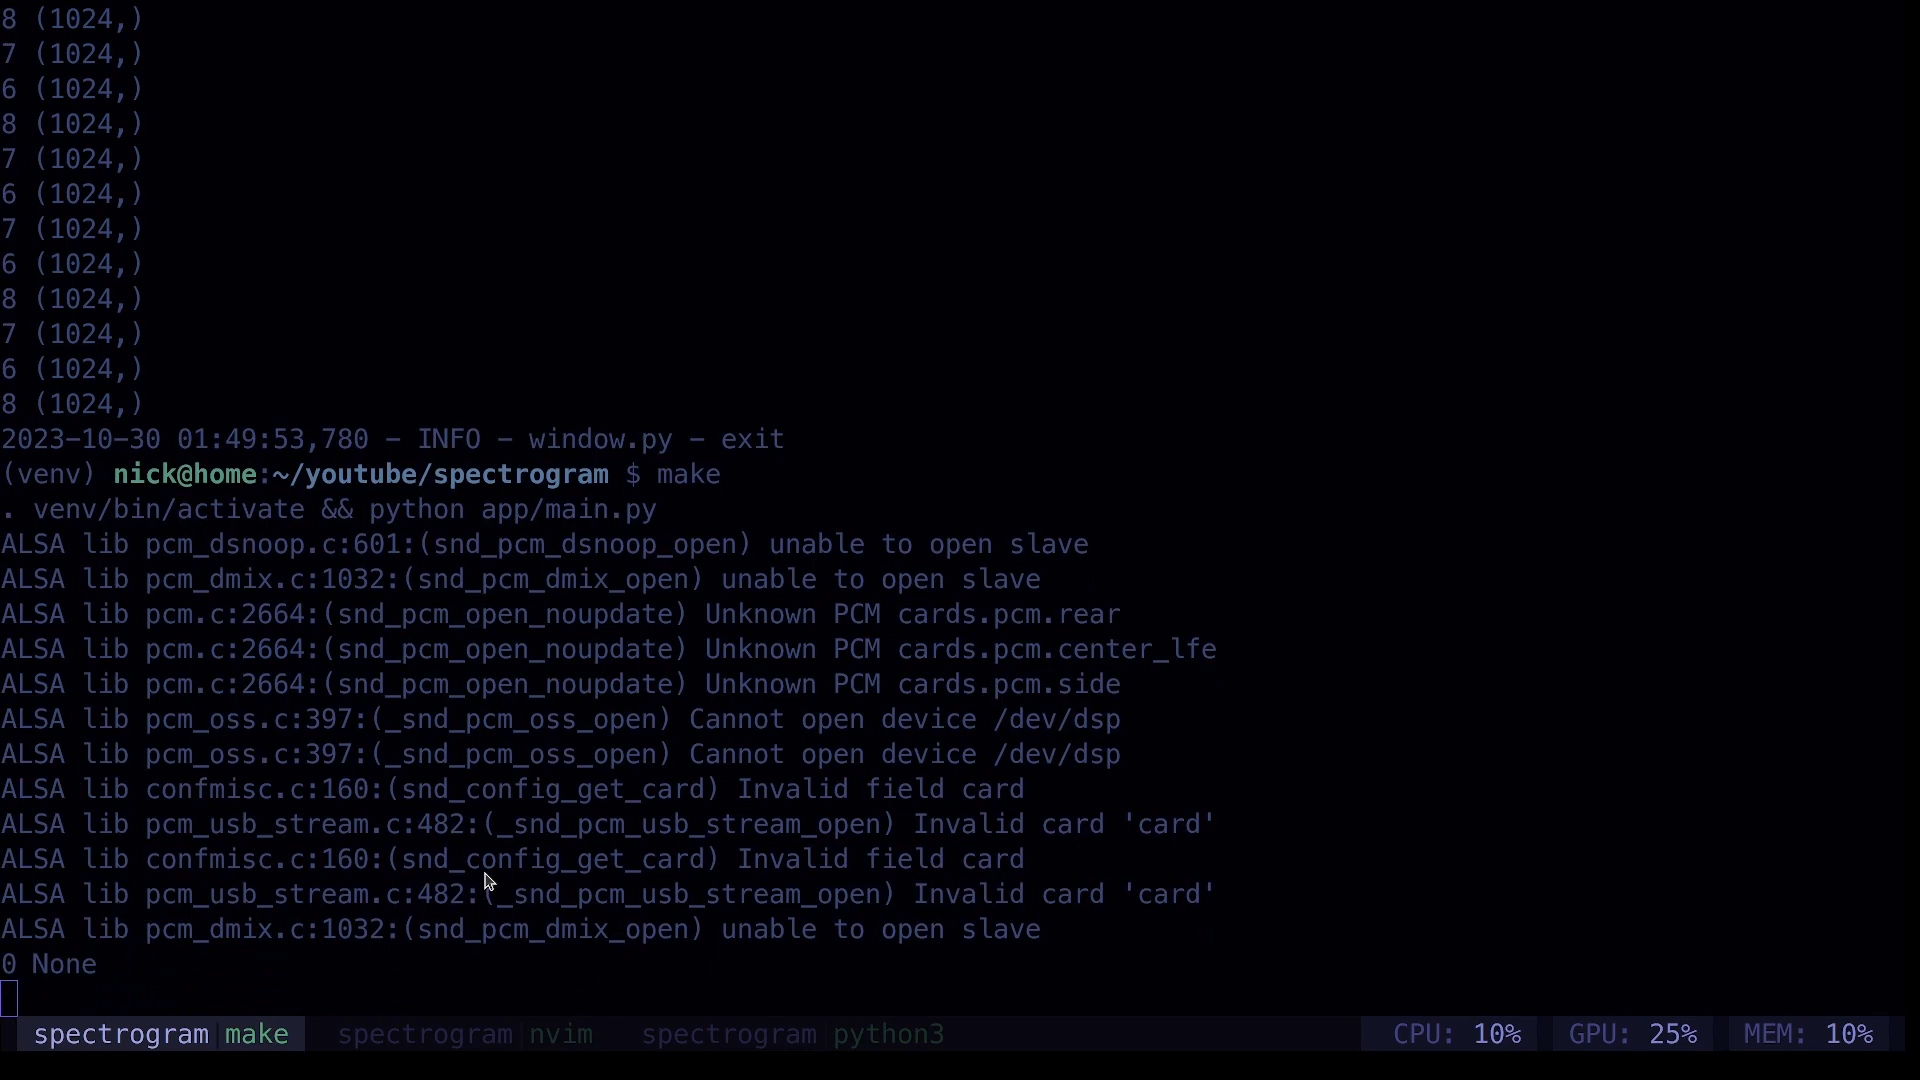 8 (1024,)
7 (1024,)
6 (1024,)
8 (1024,)
7 (1024,)
6 (1024,)
7 (1024,)
6 (1024,)
8 (1024,)
7 (1024,)
6 (1024,)
8 (1024,)
2023-10-30 01:49:53,780 - INFO - window.py - exit
(venv) nick@home:~/youtube/spectrogram $ make
. venv/bin/activate && python app/main.py
ALSA lib pcm_dsnoop.c:601:(snd_pcm_dsnoop_open) unable to open slave
ALSA lib pcm_dmix.c:1032:(snd_pcm_dmix_open) unable to open slave
ALSA lib pcm.c:2664:(snd_pcm_open_noupdate) Unknown PCM cards.pcm.rear
ALSA lib pcm.c:2664:(snd_pcm_open_noupdate) Unknown PCM cards.pcm.center_lfe
ALSA lib pcm.c:2664:(snd_pcm_open_noupdate) Unknown PCM cards.pcm.side
ALSA lib pcm_oss.c:397:(_snd_pcm_oss_open) Cannot open device /dev/dsp
ALSA lib pcm_oss.c:397:(_snd_pcm_oss_open) Cannot open device /dev/dsp
ALSA lib confmisc.c:160:(snd_config_get_card) Invalid field card
ALSA lib pcm_usb_stream.c:482:(_snd_pcm_usb_stream_open) Invalid card 'card'
ALSA lib confmisc.c:160:(snd_config_get_card) Invalid field card
ALSA lib pcm_usb_stream.c:482:(_snd_pcm_usb_stream_open) Invalid card 'card'
ALSA lib pcm_dmix.c:1032:(snd_pcm_dmix_open) unable to open slave
0 None
spectrogram make spectrogram nvim spectrogram python3 CPU: 10% GPU: 25% MEM: 10%